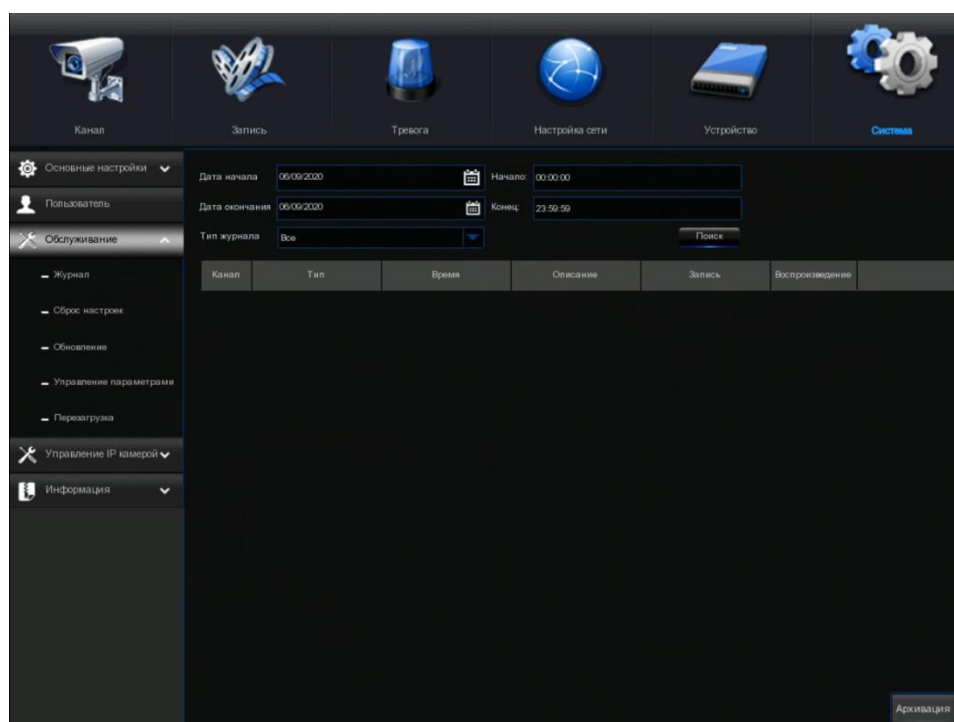 Канал Запись Тревога Настройка сети Устройство Система
Основные настройки
Пользователь
Обслуживание
Журнал
Сброс настроек
Обновление
Управление параметрами
Перезагрузка
Управление IP камерой
Информация
Дата начала 06/09/2020 Начало: 00:00:00
Дата окончания 06/09/2020 Конец: 23:59:59
Тип журнала Все Поиск
Канал Тип Время Описание Запись Воспроизведение
Архивация